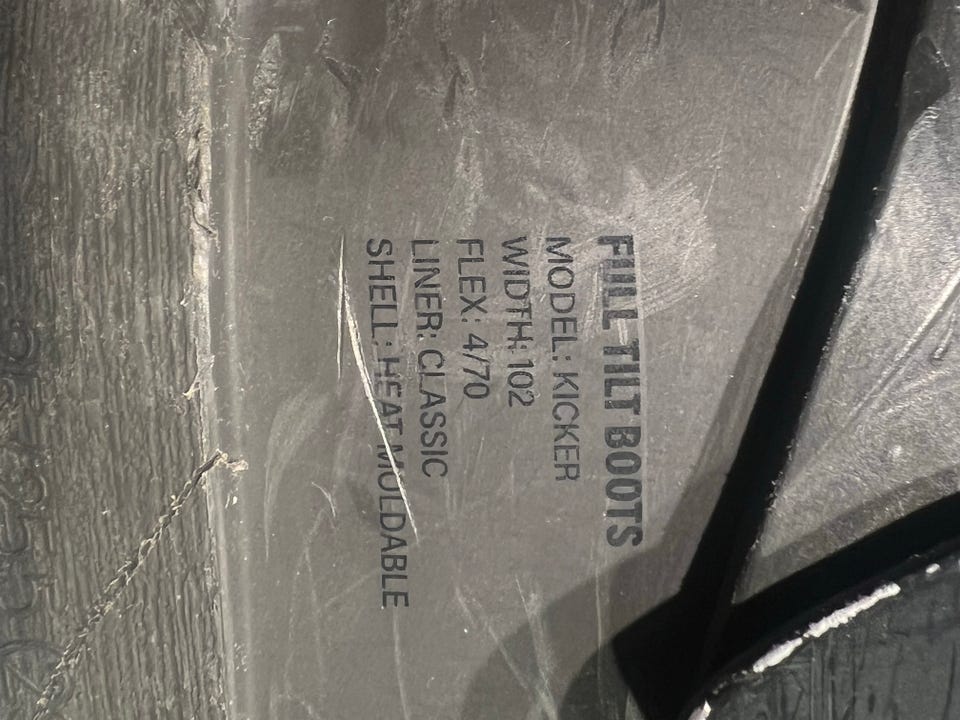 FULL TILT BOOTS
MODEL: KICKER
WIDTH: 102
FLEX: 4/70
LINER: CLASSIC
SHELL: HEAT MOLDABLE